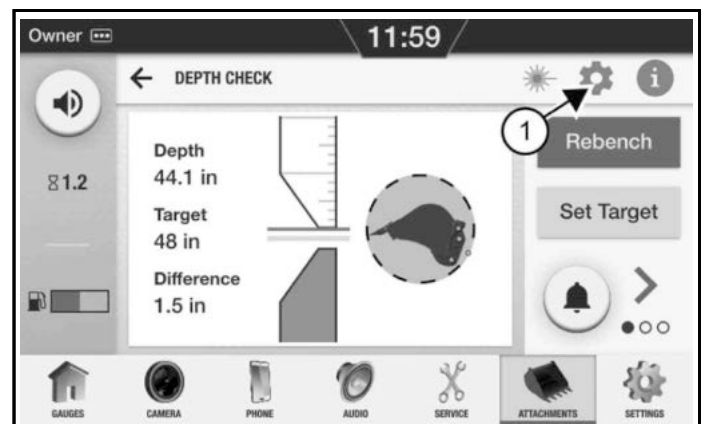 Owner
11:59
DEPTH CHECK
i
1
1.2
Depth
44.1 in
Target
48 in
Difference
1.5 in
Rebench
Set Target
GAUGES
CAMERA
PHONE
AUDIO
SERVICE
ATTACHMENTS
SETTINGS